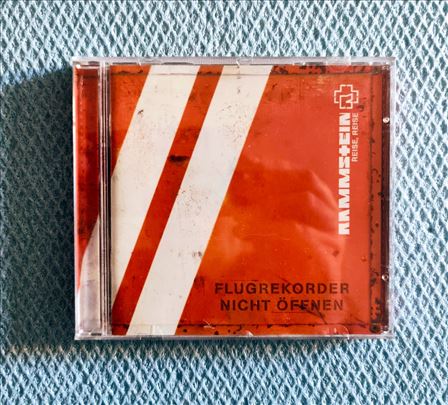 RAMMSTEIN
REISE, REISE
FLUGREKORDER
NICHT ÖFFNEN